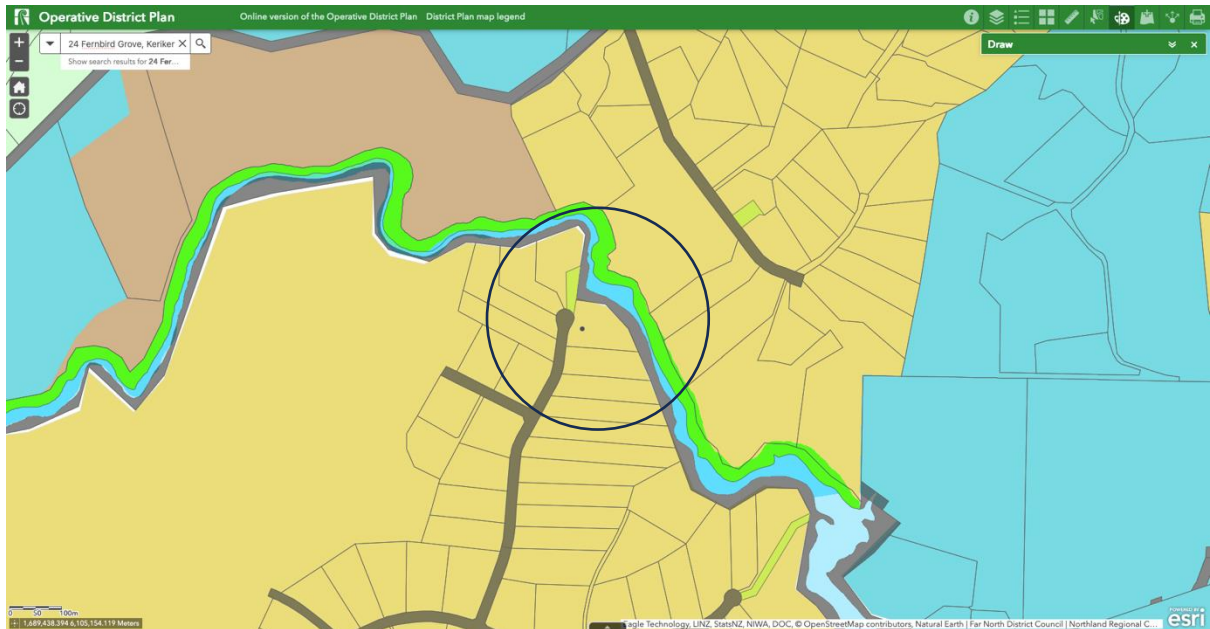 Operative District Plan Online version of the Operative District Plan District Plan map legend
24 Fernbird Grove, Keriker
Show search results for 24 Fer...
Draw
0 50 100m
1,689,438.394 6,105,154.119 Meters
Eagle Technology, LINZ, StatsNZ, NIWA, DOC, © OpenStreetMap contributors, Natural Earth | Far North District Council | Northland Regional C...
POWERED BY
esri